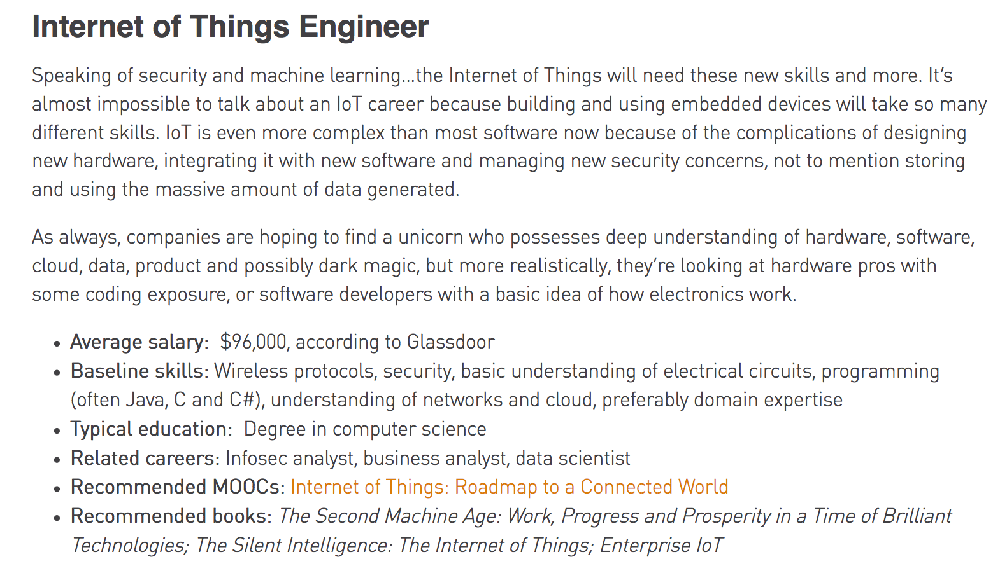 Internet of Things Engineer
Speaking of security and machine learning...the Internet of Things will need these new skills and more. It’s
almost impossible to talk about an IoT career because building and using embedded devices will take so many
different skills. IoT is even more complex than most software now because of the complications of designing
new hardware, integrating it with new software and managing new security concerns, not to mention storing
and using the massive amount of data generated.
As always, companies are hoping to find a unicorn who possesses deep understanding of hardware, software,
cloud, data, product and possibly dark magic, but more realistically, they’re looking at hardware pros with
some coding exposure, or software developers with a basic idea of how electronics work.
• Average salary:  $96,000, according to Glassdoor
• Baseline skills: Wireless protocols, security, basic understanding of electrical circuits, programming
(often Java, C and C#), understanding of networks and cloud, preferably domain expertise
• Typical education:  Degree in computer science
• Related careers: Infosec analyst, business analyst, data scientist
• Recommended MOOCs: Internet of Things: Roadmap to a Connected World
• Recommended books: The Second Machine Age: Work, Progress and Prosperity in a Time of Brilliant
Technologies; The Silent Intelligence: The Internet of Things; Enterprise IoT